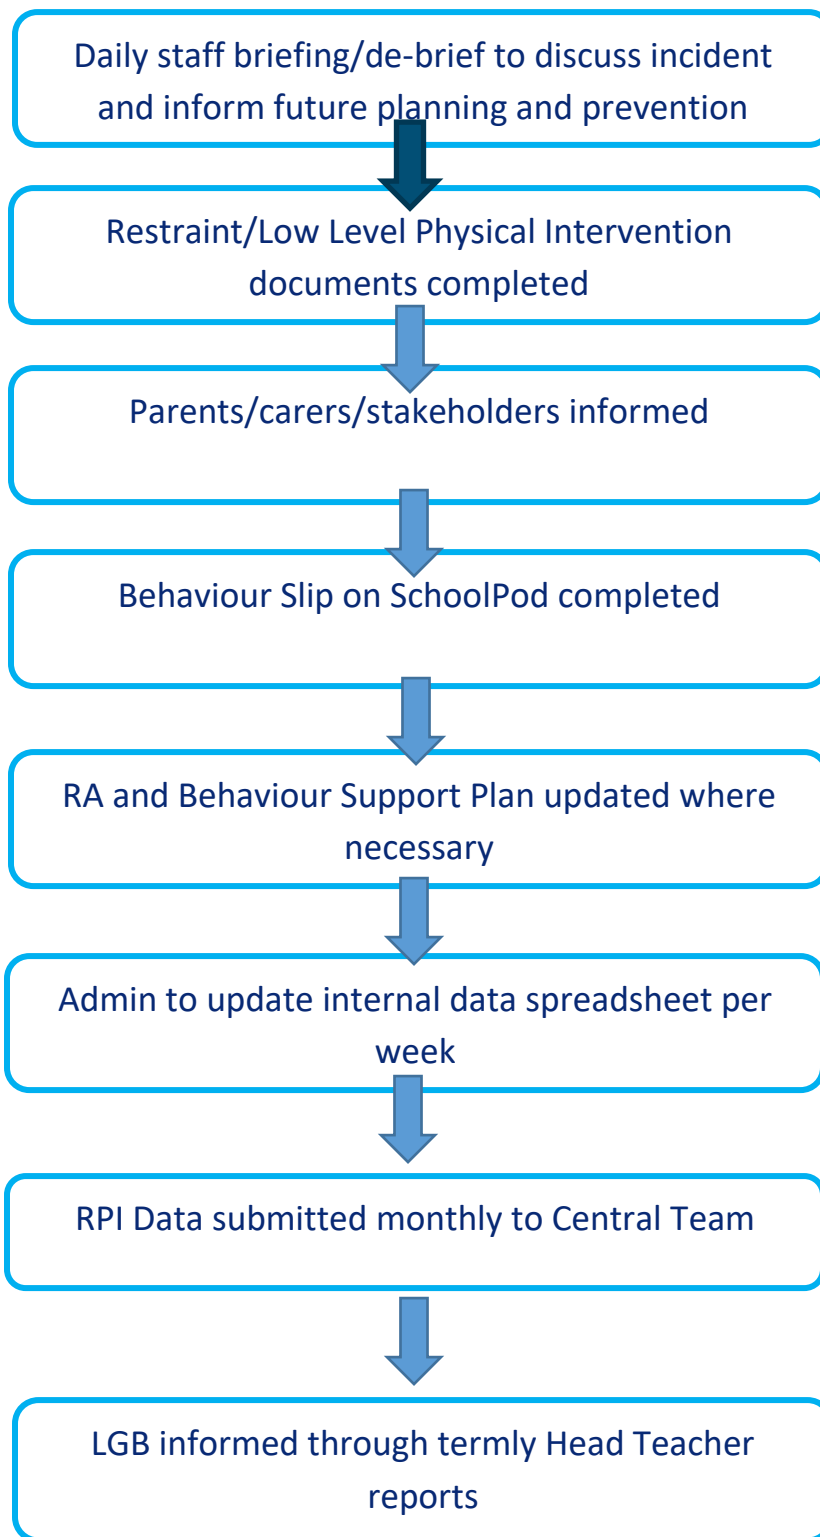 Daily staff briefing/de-brief to discuss incident
and inform future planning and prevention
Restraint/Low Level Physical Intervention
documents completed
Parents/carers/stakeholders informed
Behaviour Slip on SchoolPod completed
RA and Behaviour Support Plan updated where
necessary
Admin to update internal data spreadsheet per
week
RPI Data submitted monthly to Central Team
LGB informed through termly Head Teacher
reports